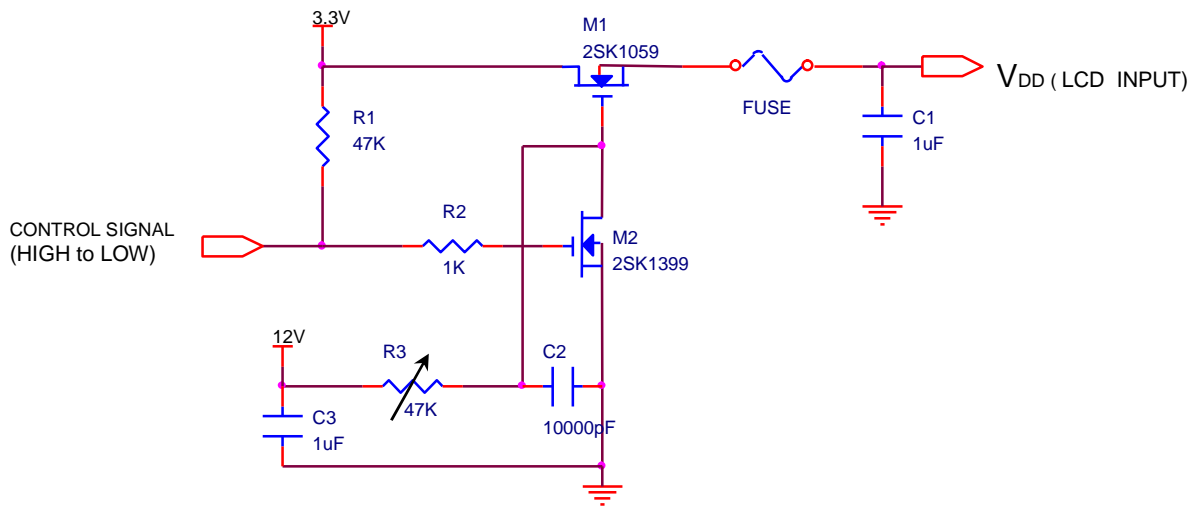 3.3V
M1
2SK1059
FUSE
VDD ( LCD INPUT)
R1
47K
C1
1uF
CONTROL SIGNAL
(HIGH to LOW)
R2
1K
M2
2SK1399
12V
R3
47K
C2
10000pF
C3
1uF